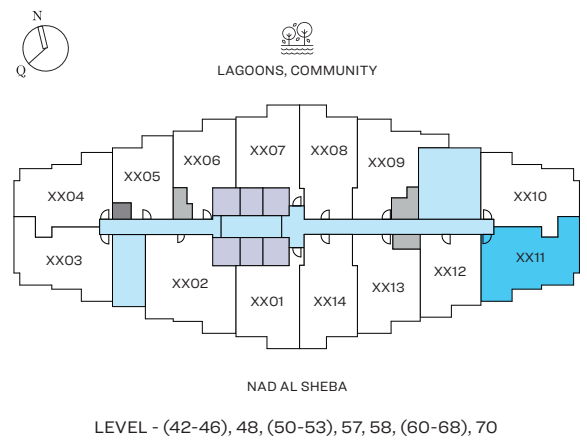 N
Q
LAGOONS, COMMUNITY
XX07 XX08
XX06 XX09
XX05
XX04 XX10
XX03 XX11
XX02 XX12
XX01 XX14 XX13
NAD AL SHEBA
LEVEL - (42-46), 48, (50-53), 57, 58, (60-68), 70